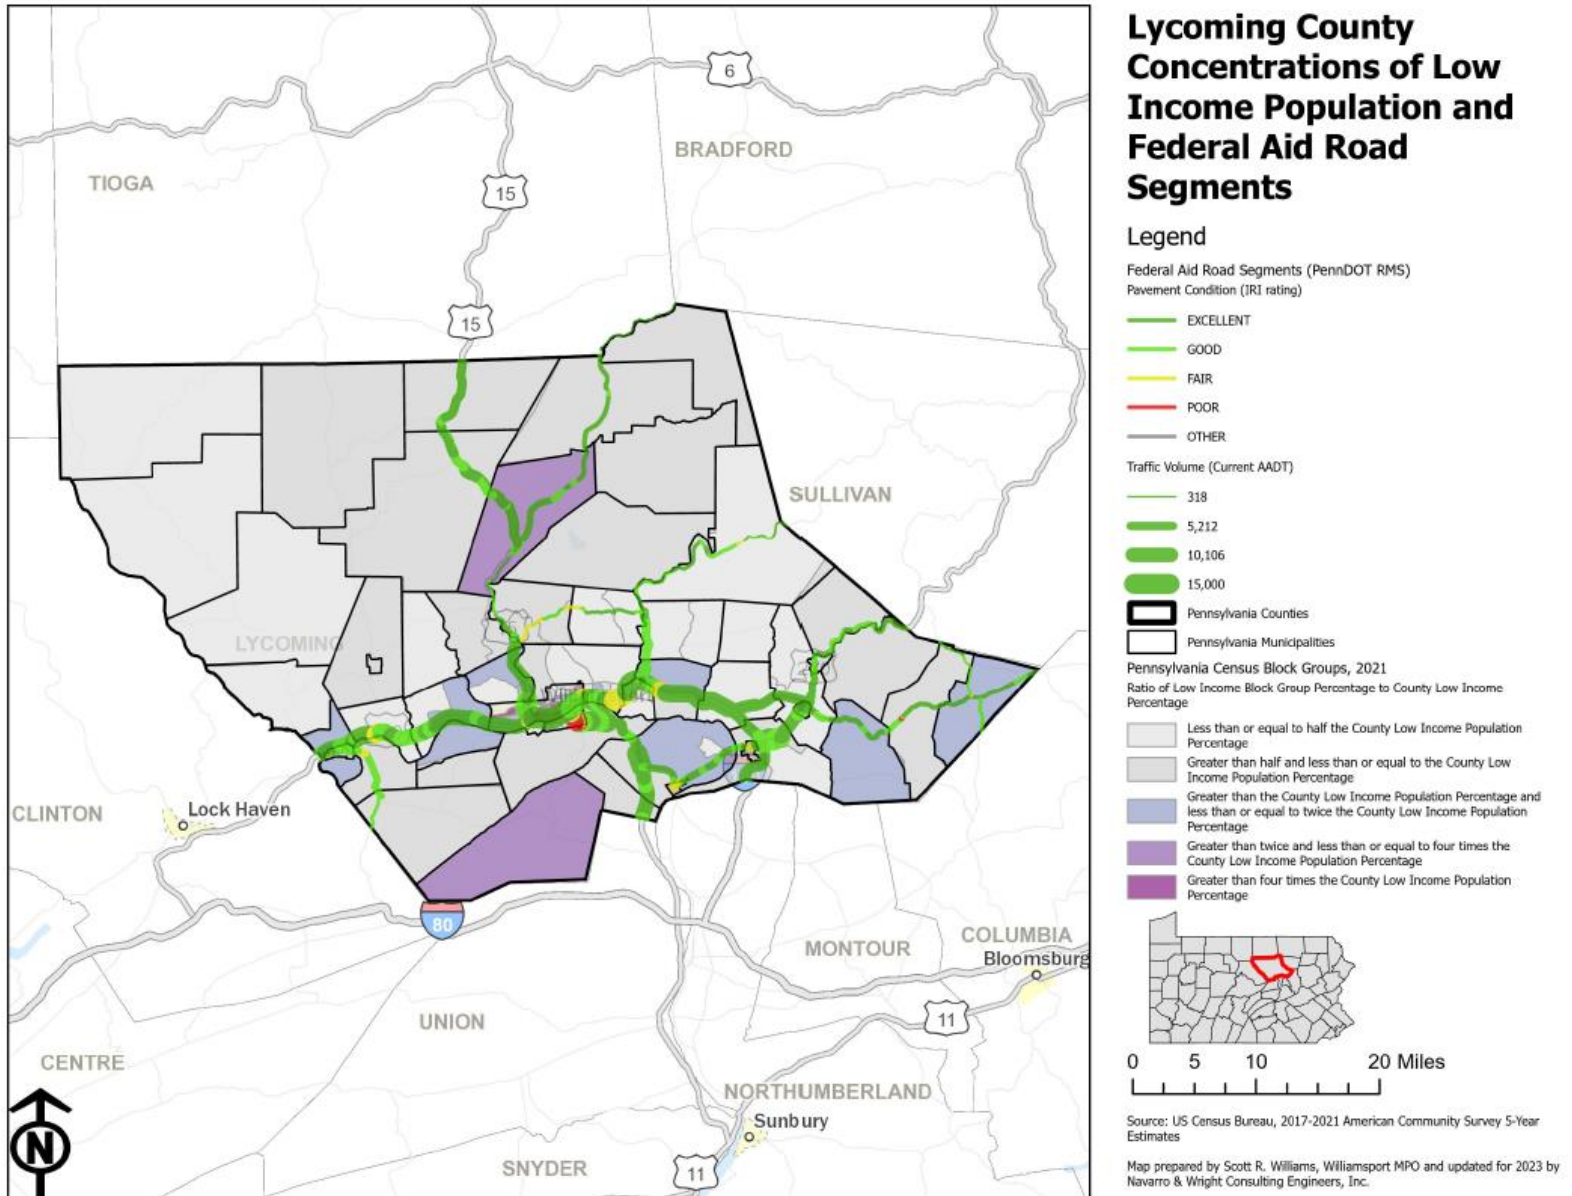 Lycoming County
Concentrations of Low
Income Population and
Federal Aid Road
Segments
Legend
Federal Aid Road Segments (PennDOT RMS)
Pavement Condition (IRI rating)
EXCELLENT
GOOD
FAIR
POOR
OTHER
Traffic Volume (Current AADT)
318
5,212
10,106
15,000
Pennsylvania Counties
Pennsylvania Municipalities
Pennsylvania Census Block Groups, 2021
Ratio of Low Income Block Group Percentage to County Low Income
Percentage
Less than or equal to half the County Low Income Population
Percentage
Greater than half and less than or equal to the County Low
Income Population Percentage
Greater than the County Low Income Population Percentage and
less than or equal to twice the County Low Income Population
Percentage
Greater than twice and less than or equal to four times the
County Low Income Population Percentage
Greater than four times the County Low Income Population
Percentage
0 5 10 20 Miles
Source: US Census Bureau, 2017-2021 American Community Survey 5-Year
Estimates
Map prepared by Scott R. Williams, Williamsport MPO and updated for 2023 by
Navarro & Wright Consulting Engineers, Inc.
6
BRADFORD
TIOGA
15
15
SULLIVAN
LYCOMING
CLINTON
Lock Haven
80
MONTOUR
COLUMBIA
Bloomsburg
UNION
11
CENTRE
NORTHUMBERLAND
Sunbury
SNYDER
11
N